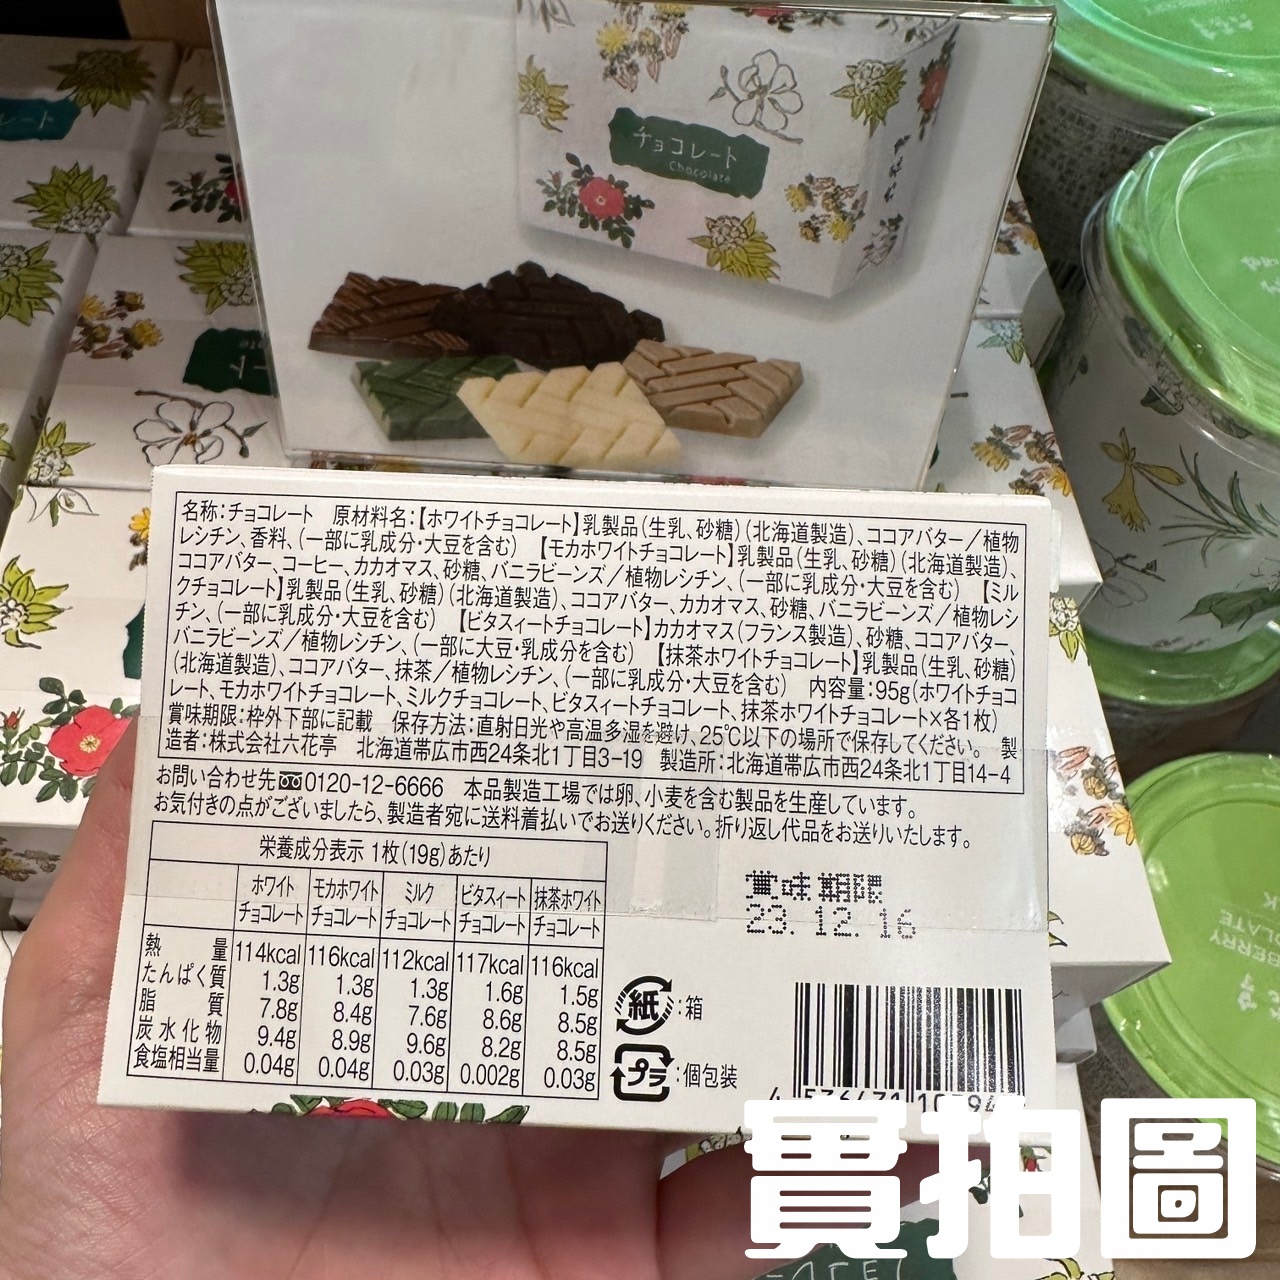 チョコレート
Chocolate
レート
名称:チョコレート 原材料名:【ホワイトチョコレート】乳製品(生乳、砂糖)(北海道製造)、ココアバター/植物
レシチン、香料、(一部に乳成分・大豆を含む) 【モカホワイトチョコレート】乳製品(生乳、砂糖)(北海道製造)、
ココアバター、コーヒー、カカオマス、砂糖、バニラビーンズ/植物レシチン、(一部に乳成分・大豆を含む) 【ミル
クチョコレート】乳製品(生乳、砂糖)(北海道製造)、ココアバター、カカオマス、砂糖、バニラビーンズ/植物レシ
チン、(一部に乳成分・大豆を含む) 【ビタスィートチョコレート】カカオマス(フランス製造)、砂糖、ココアバター、
バニラビーンズ/植物レシチン、(一部に大豆・乳成分を含む) 【抹茶ホワイトチョコレート】乳製品(生乳、砂糖)
(北海道製造)、ココアバター、抹茶/植物レシチン、(一部に乳成分・大豆を含む) 内容量:95g(ホワイトチョコ
レート、モカホワイトチョコレート、ミルクチョコレート、ビタスィートチョコレート、抹茶ホワイトチョコレート×各1枚)
賞味期限:枠外下部に記載 保存方法:直射日光や高温多湿を避け、25℃以下の場所で保存してください。 製
造者:株式会社六花亭 北海道帯広市西24条北1丁目3-19 製造所:北海道帯広市西24条北1丁目14-4
お問い合わせ先 0120-12-6666 本品製造工場では卵、小麦を含む製品を生産しています。
お気付きの点がございましたら、製造者宛に送料着払いでお送りください。折り返し代品をお送りいたします。
栄養成分表示 1枚(19g)あたり
ホワイトチョコレート モカホワイトチョコレート ミルクチョコレート ビタスィートチョコレート 抹茶ホワイトチョコレート
熱量 114kcal 116kcal 112kcal 117kcal 116kcal
たんぱく質 1.3g 1.3g 1.3g 1.6g 1.5g
脂質 7.8g 8.4g 7.6g 8.6g 8.5g
炭水化物 9.4g 8.9g 9.6g 8.2g 8.5g
食塩相当量 0.04g 0.04g 0.03g 0.002g 0.03g
賞味期限
23.12.16
紙:箱
プラ:個包装
實拍圖